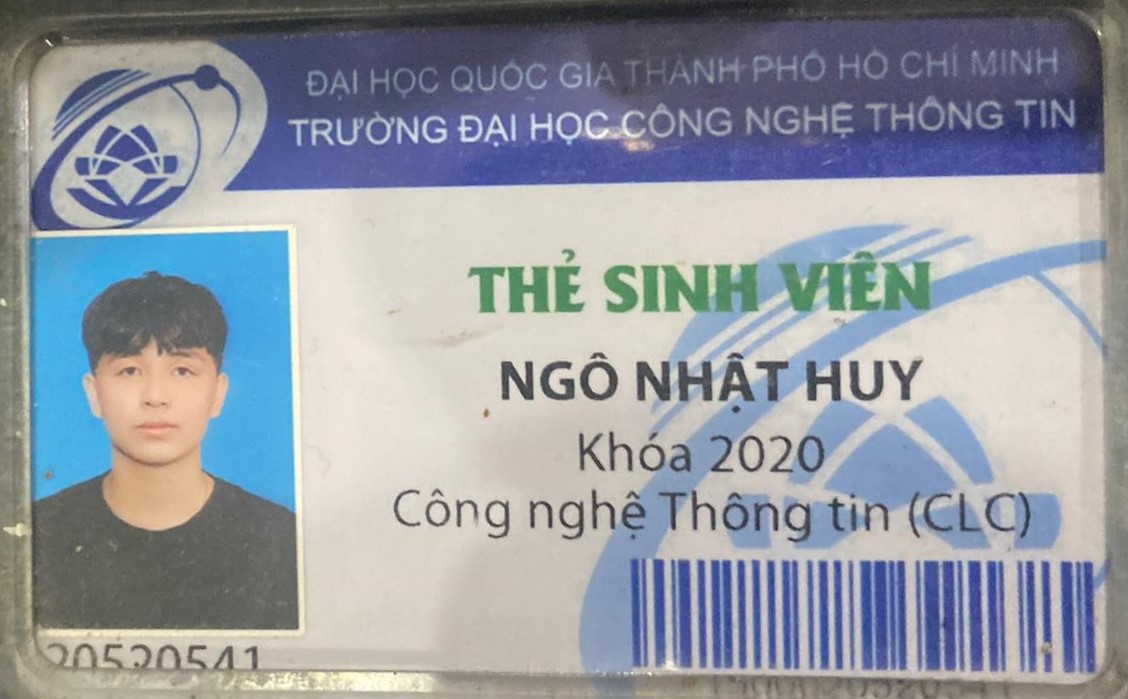 ĐẠI HỌC QUỐC GIA THÀNH PHỐ HỒ CHÍ MINH
TRƯỜNG ĐẠI HỌC CÔNG NGHỆ THÔNG TIN
THẺ SINH VIÊN
NGÔ NHẬT HUY
Khóa 2020
Công nghệ Thông tin (CLC)
20520541